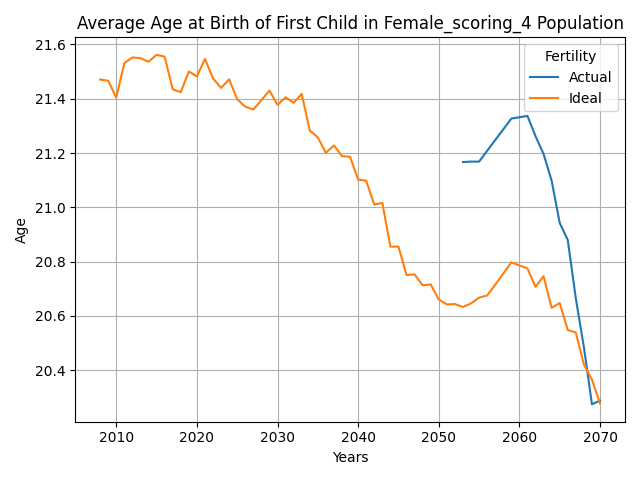 Average Age at Birth of First Child in Female_scoring_4 Population
Fertility
Actual
Ideal
Age
21.6
21.4
21.2
21.0
20.8
20.6
20.4
2010 2020 2030 2040 2050 2060 2070
Years